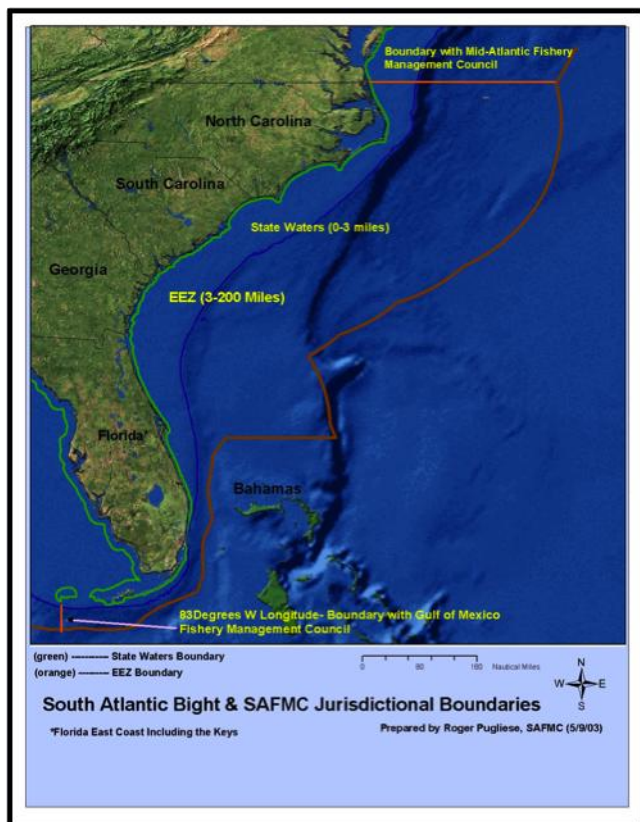 Boundary with Mid-Atlantic Fishery
Management Council
North Carolina
South Carolina
State Waters (0-3 miles)
Georgia
EEZ (3-200 Miles)
Florida*
Bahamas
83Degrees W Longitude- Boundary with Gulf of Mexico
Fishery Management Council
(green) ---------- State Waters Boundary
(orange) ---------- EEZ Boundary
0 80 160 Nautical Miles
N
W E
S
South Atlantic Bight & SAFMC Jurisdictional Boundaries
*Florida East Coast Including the Keys
Prepared by Roger Pugliese, SAFMC (5/9/03)